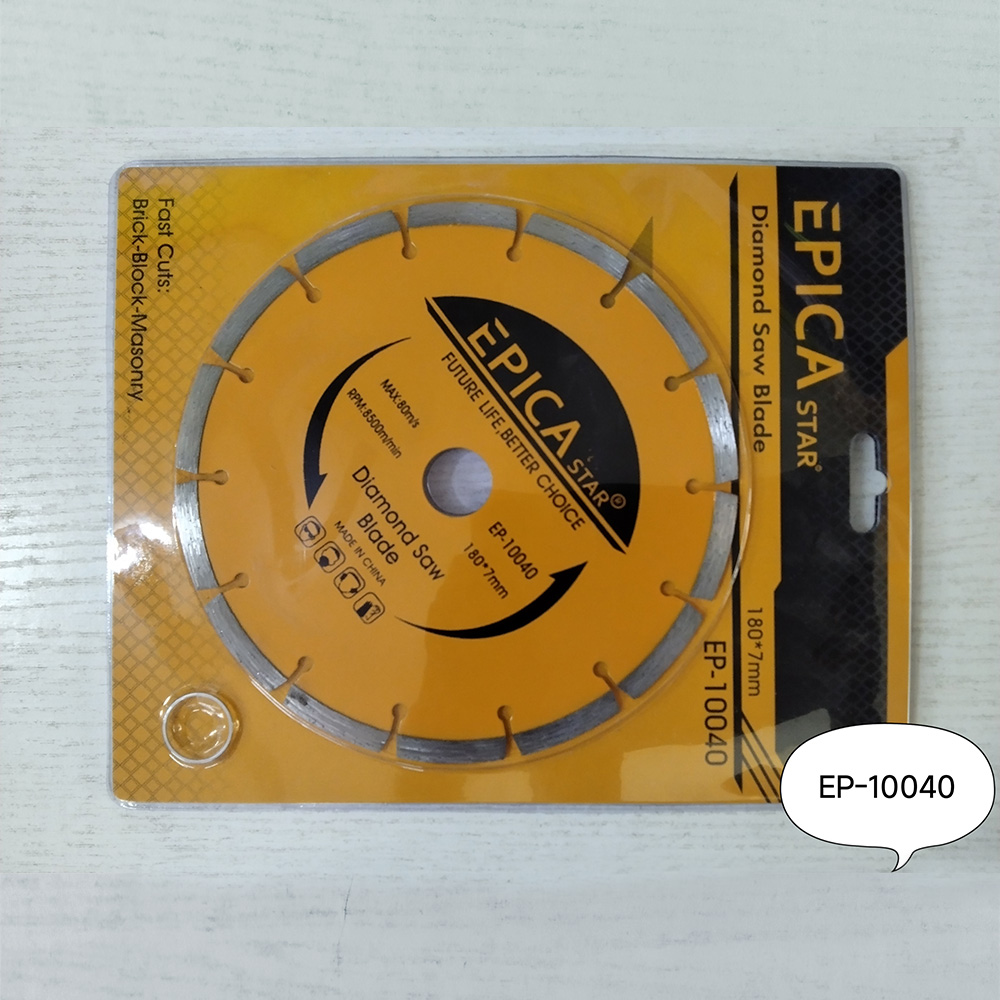 EPICA STAR®
Diamond Saw Blade
180*7mm
EP-10040
Fast Cuts:
Brick-Block-Masonry
EPICA STAR®
FUTURE LIFE,BETTER CHOICE
EP-10040
180*7mm
MAX:80m/s
RPM:8500n/min
Diamond Saw
Blade
MADE IN CHINA
EP-10040